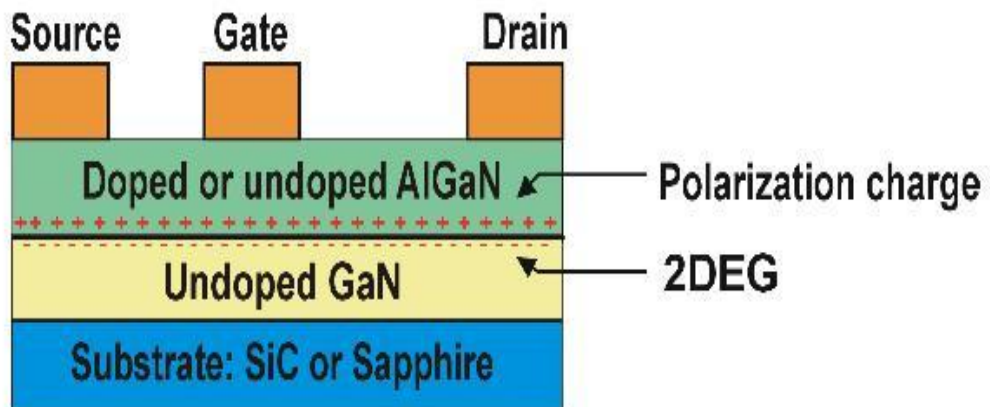 Source Gate Drain
Doped or undoped AlGaN
Polarization charge
2DEG
Undoped GaN
Substrate: SiC or Sapphire